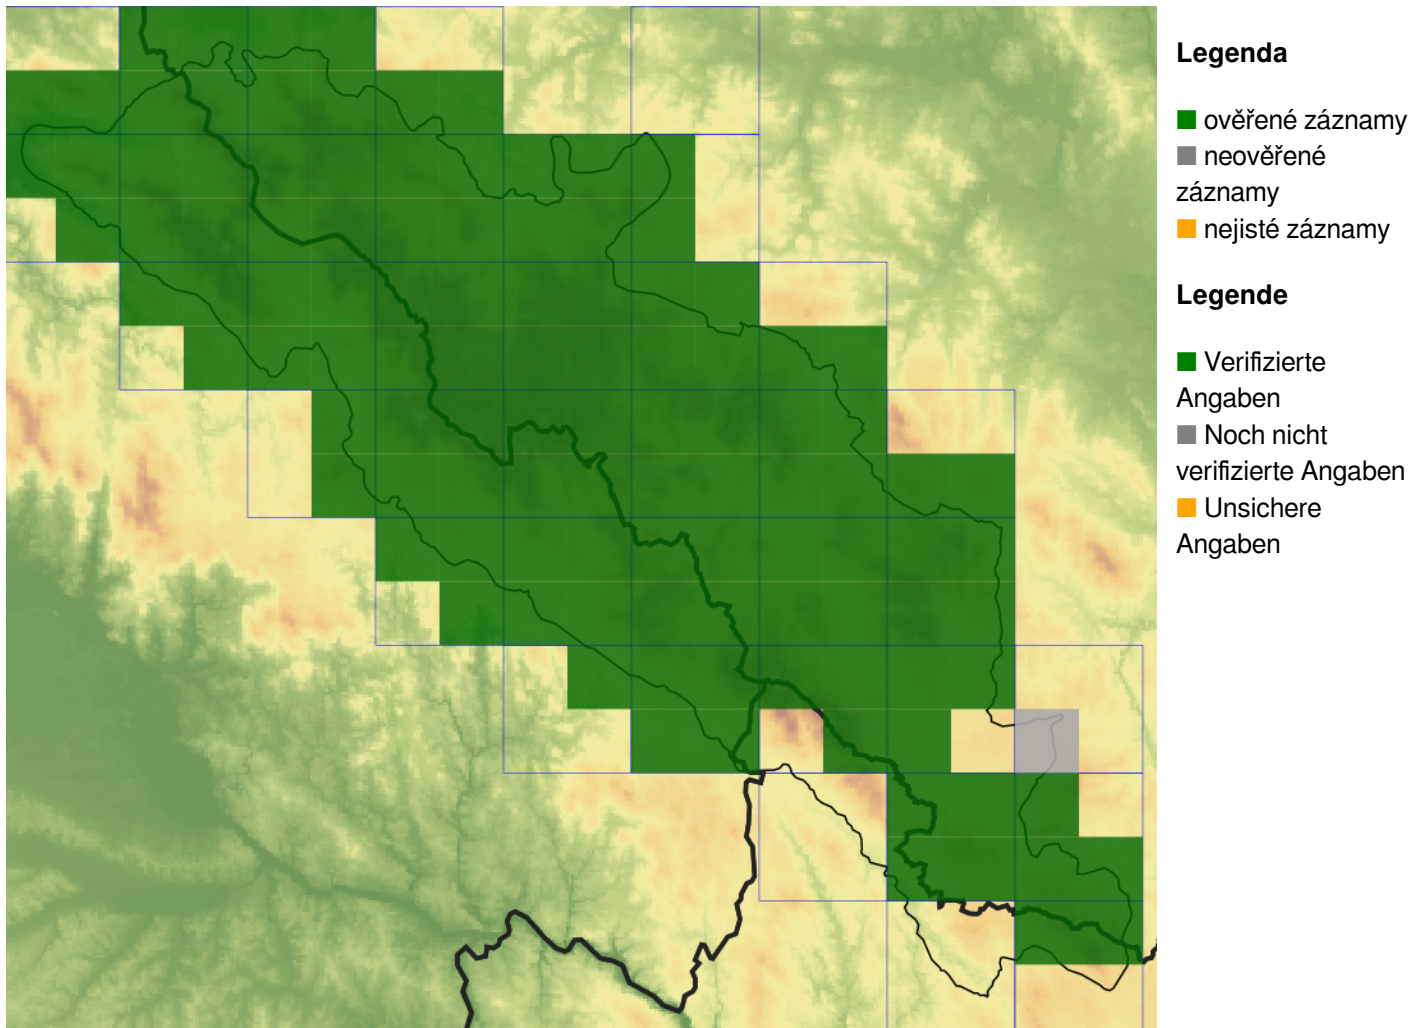 Legenda
ověřené záznamy
neověřené
záznamy
nejisté záznamy
Legende
Verifizierte
Angaben
Noch nicht
verifizierte Angaben
Unsichere
Angaben